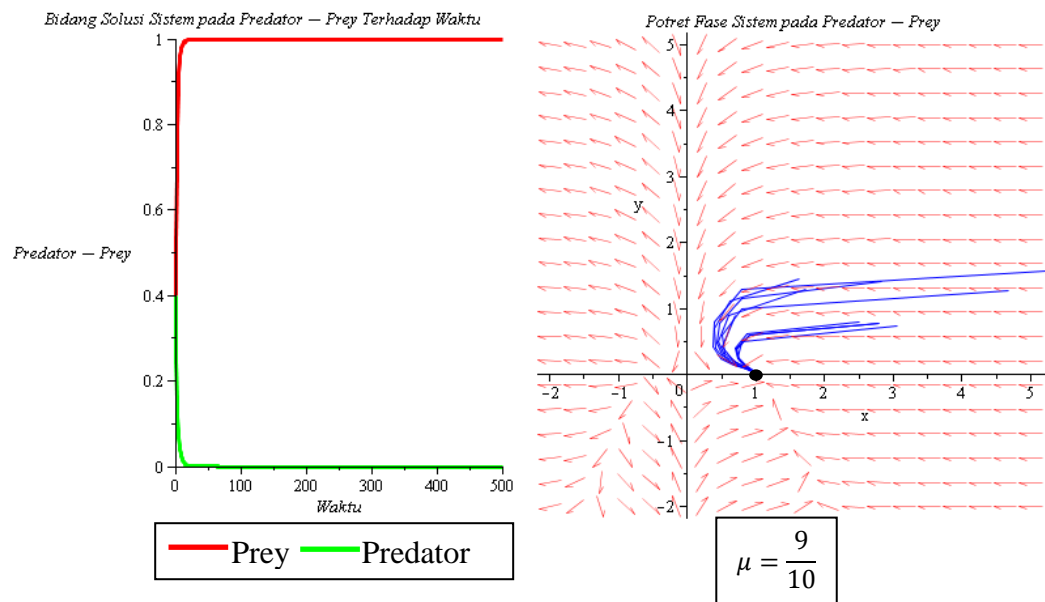 Bidang Solusi Sistem pada Predator – Prey Terhadap Waktu
1
0.8
0.6
Predator – Prey
0.4
0.2
0
0 100 200 300 400 500
Waktu
Prey Predator
Potret Fase Sistem pada Predator – Prey
5
4
3
y
2
1
-2 -1 0 1 2 3 4 5
x
-1
-2
μ = 9/10